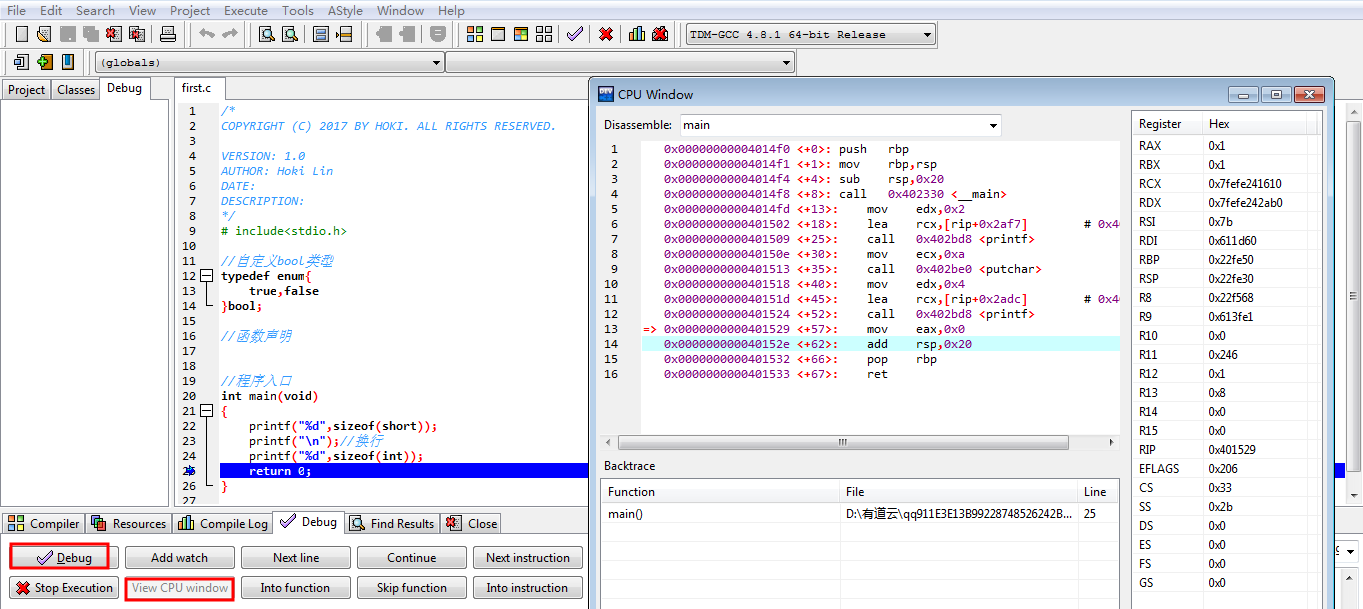 File Edit Search View Project Execute Tools AStyle Window Help
TDM-GCC 4.8.1 64-bit Release
(globals)
Project Classes Debug
first.c
1 /*
2 COPYRIGHT (C) 2017 BY HOKI. ALL RIGHTS RESERVED.
3
4 VERSION: 1.0
5 AUTHOR: Hoki Lin
6 DATE:
7 DESCRIPTION:
8 */
9 # include<stdio.h>
10
11 //自定义bool类型
12 typedef enum{
13 true,false
14 }bool;
15
16 //函数声明
17
18
19 //程序入口
20 int main(void)
21 {
22 printf("%d",sizeof(short));
23 printf("\n");//换行
24 printf("%d",sizeof(int));
25 return 0;
26 }
27
CPU Window
Disassemble: main
1 0x00000000004014f0 <+0>: push rbp
2 0x00000000004014f1 <+1>: mov rbp,rsp
3 0x00000000004014f4 <+4>: sub rsp,0x20
4 0x00000000004014f8 <+8>: call 0x402330 <__main>
5 0x00000000004014fd <+13>: mov edx,0x2
6 0x0000000000401502 <+18>: lea rcx,[rip+0x2af7] # 0x4
7 0x0000000000401509 <+25>: call 0x402bd8 <printf>
8 0x000000000040150e <+30>: mov ecx,0xa
9 0x0000000000401513 <+35>: call 0x402be0 <putchar>
10 0x0000000000401518 <+40>: mov edx,0x4
11 0x000000000040151d <+45>: lea rcx,[rip+0x2adc] # 0x4
12 0x0000000000401524 <+52>: call 0x402bd8 <printf>
13 => 0x0000000000401529 <+57>: mov eax,0x0
14 0x000000000040152e <+62>: add rsp,0x20
15 0x0000000000401532 <+66>: pop rbp
16 0x0000000000401533 <+67>: ret
Register Hex
RAX 0x1
RBX 0x1
RCX 0x7fefe241610
RDX 0x7fefe242ab0
RSI 0x7b
RDI 0x611d60
RBP 0x22fe50
RSP 0x22fe30
R8 0x22f568
R9 0x613fe1
R10 0x0
R11 0x246
R12 0x1
R13 0x8
R14 0x0
R15 0x0
RIP 0x401529
EFLAGS 0x206
CS 0x33
SS 0x2b
DS 0x0
ES 0x0
FS 0x0
GS 0x0
Backtrace
Function File Line
main() D:\有道云\qq911E3E13B99228748526242B... 25
Compiler Resources Compile Log Debug Find Results Close
Debug Add watch Next line Continue Next instruction
Stop Execution View CPU window Into function Skip function Into instruction